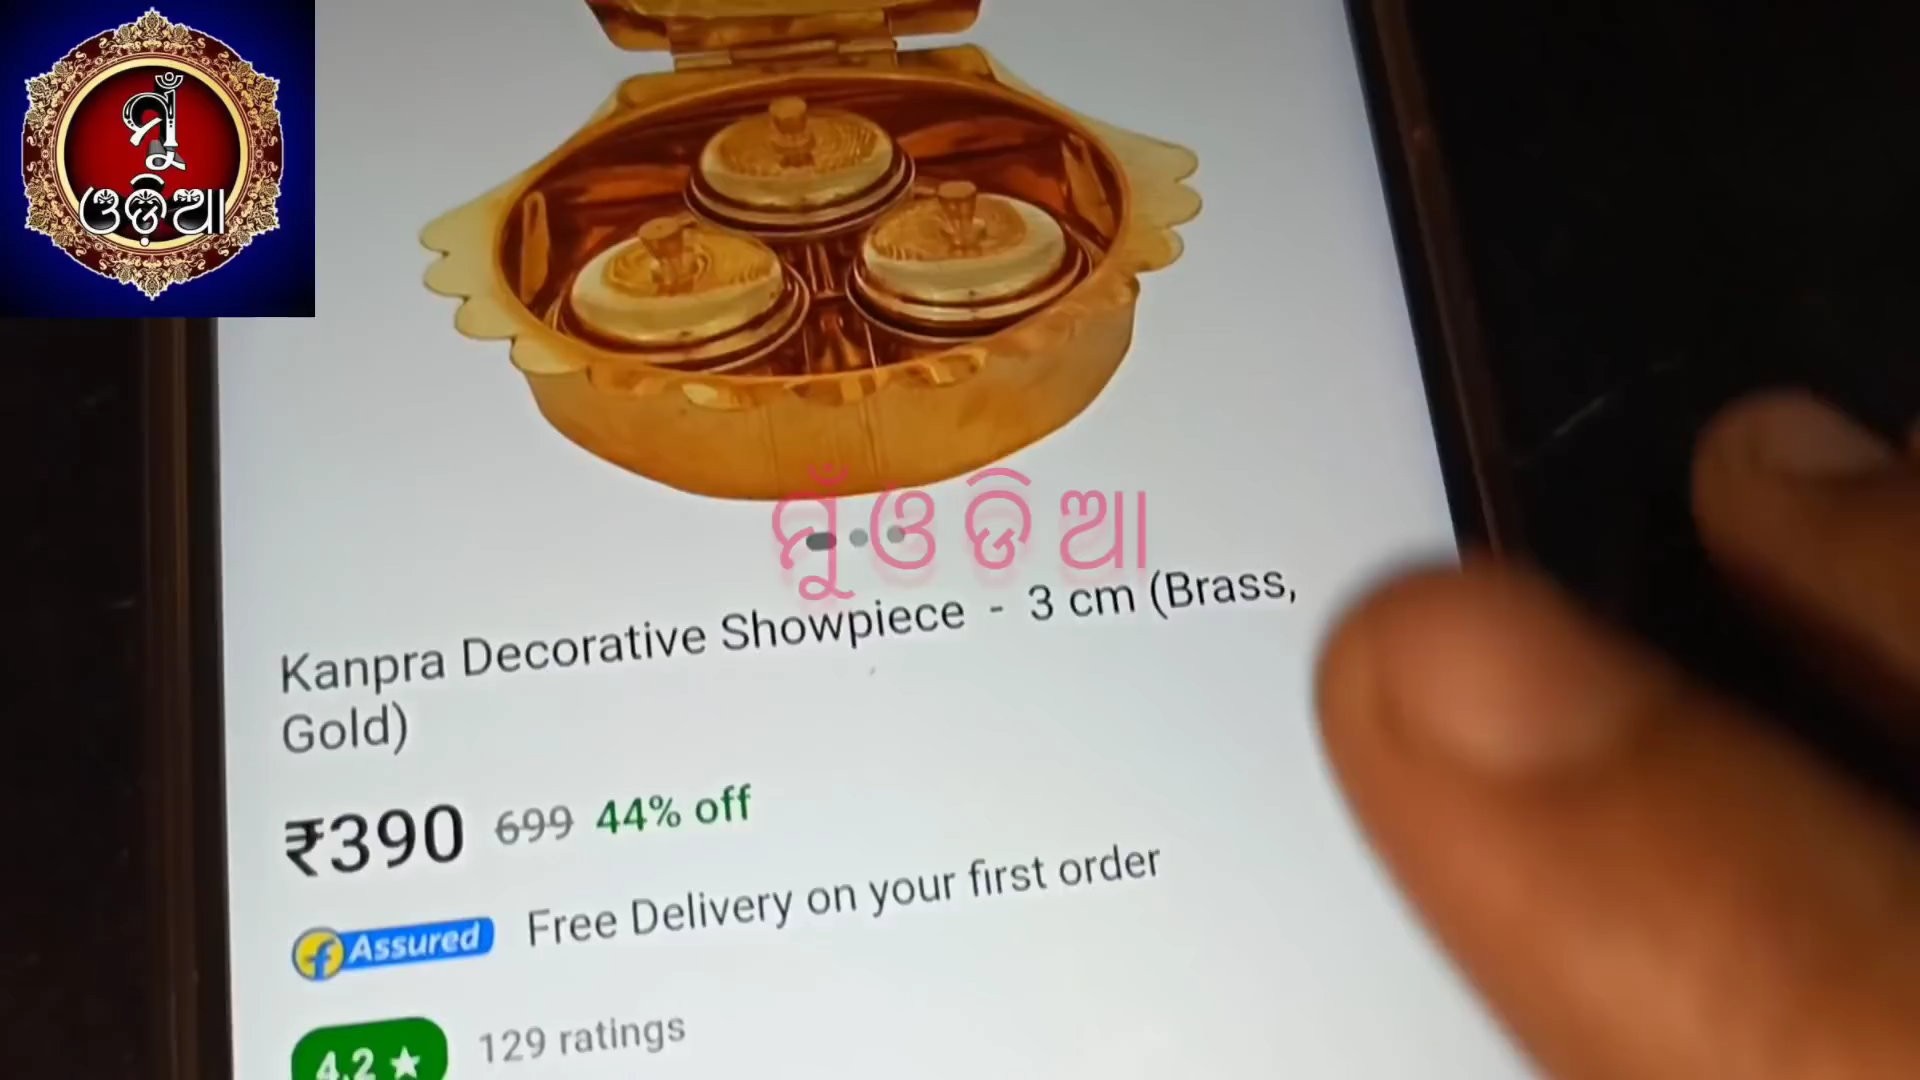 ମୁଁ
ଓଡ଼ିଆ
ମୁଁ ଓଡିଆ
Kanpra Decorative Showpiece - 3 cm (Brass,
Gold)
₹390 699 44% off
f Assured Free Delivery on your first order
4.2 ★ 129 ratings